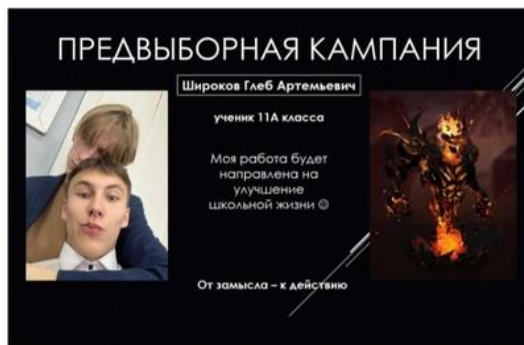 ПРЕДВЫБОРНАЯ КАМПАНИЯ
Широков Глеб Артемьевич
ученик 11А класса
Моя работа будет
направлена на
улучшение
школьной жизни ☺
От замысла – к действию